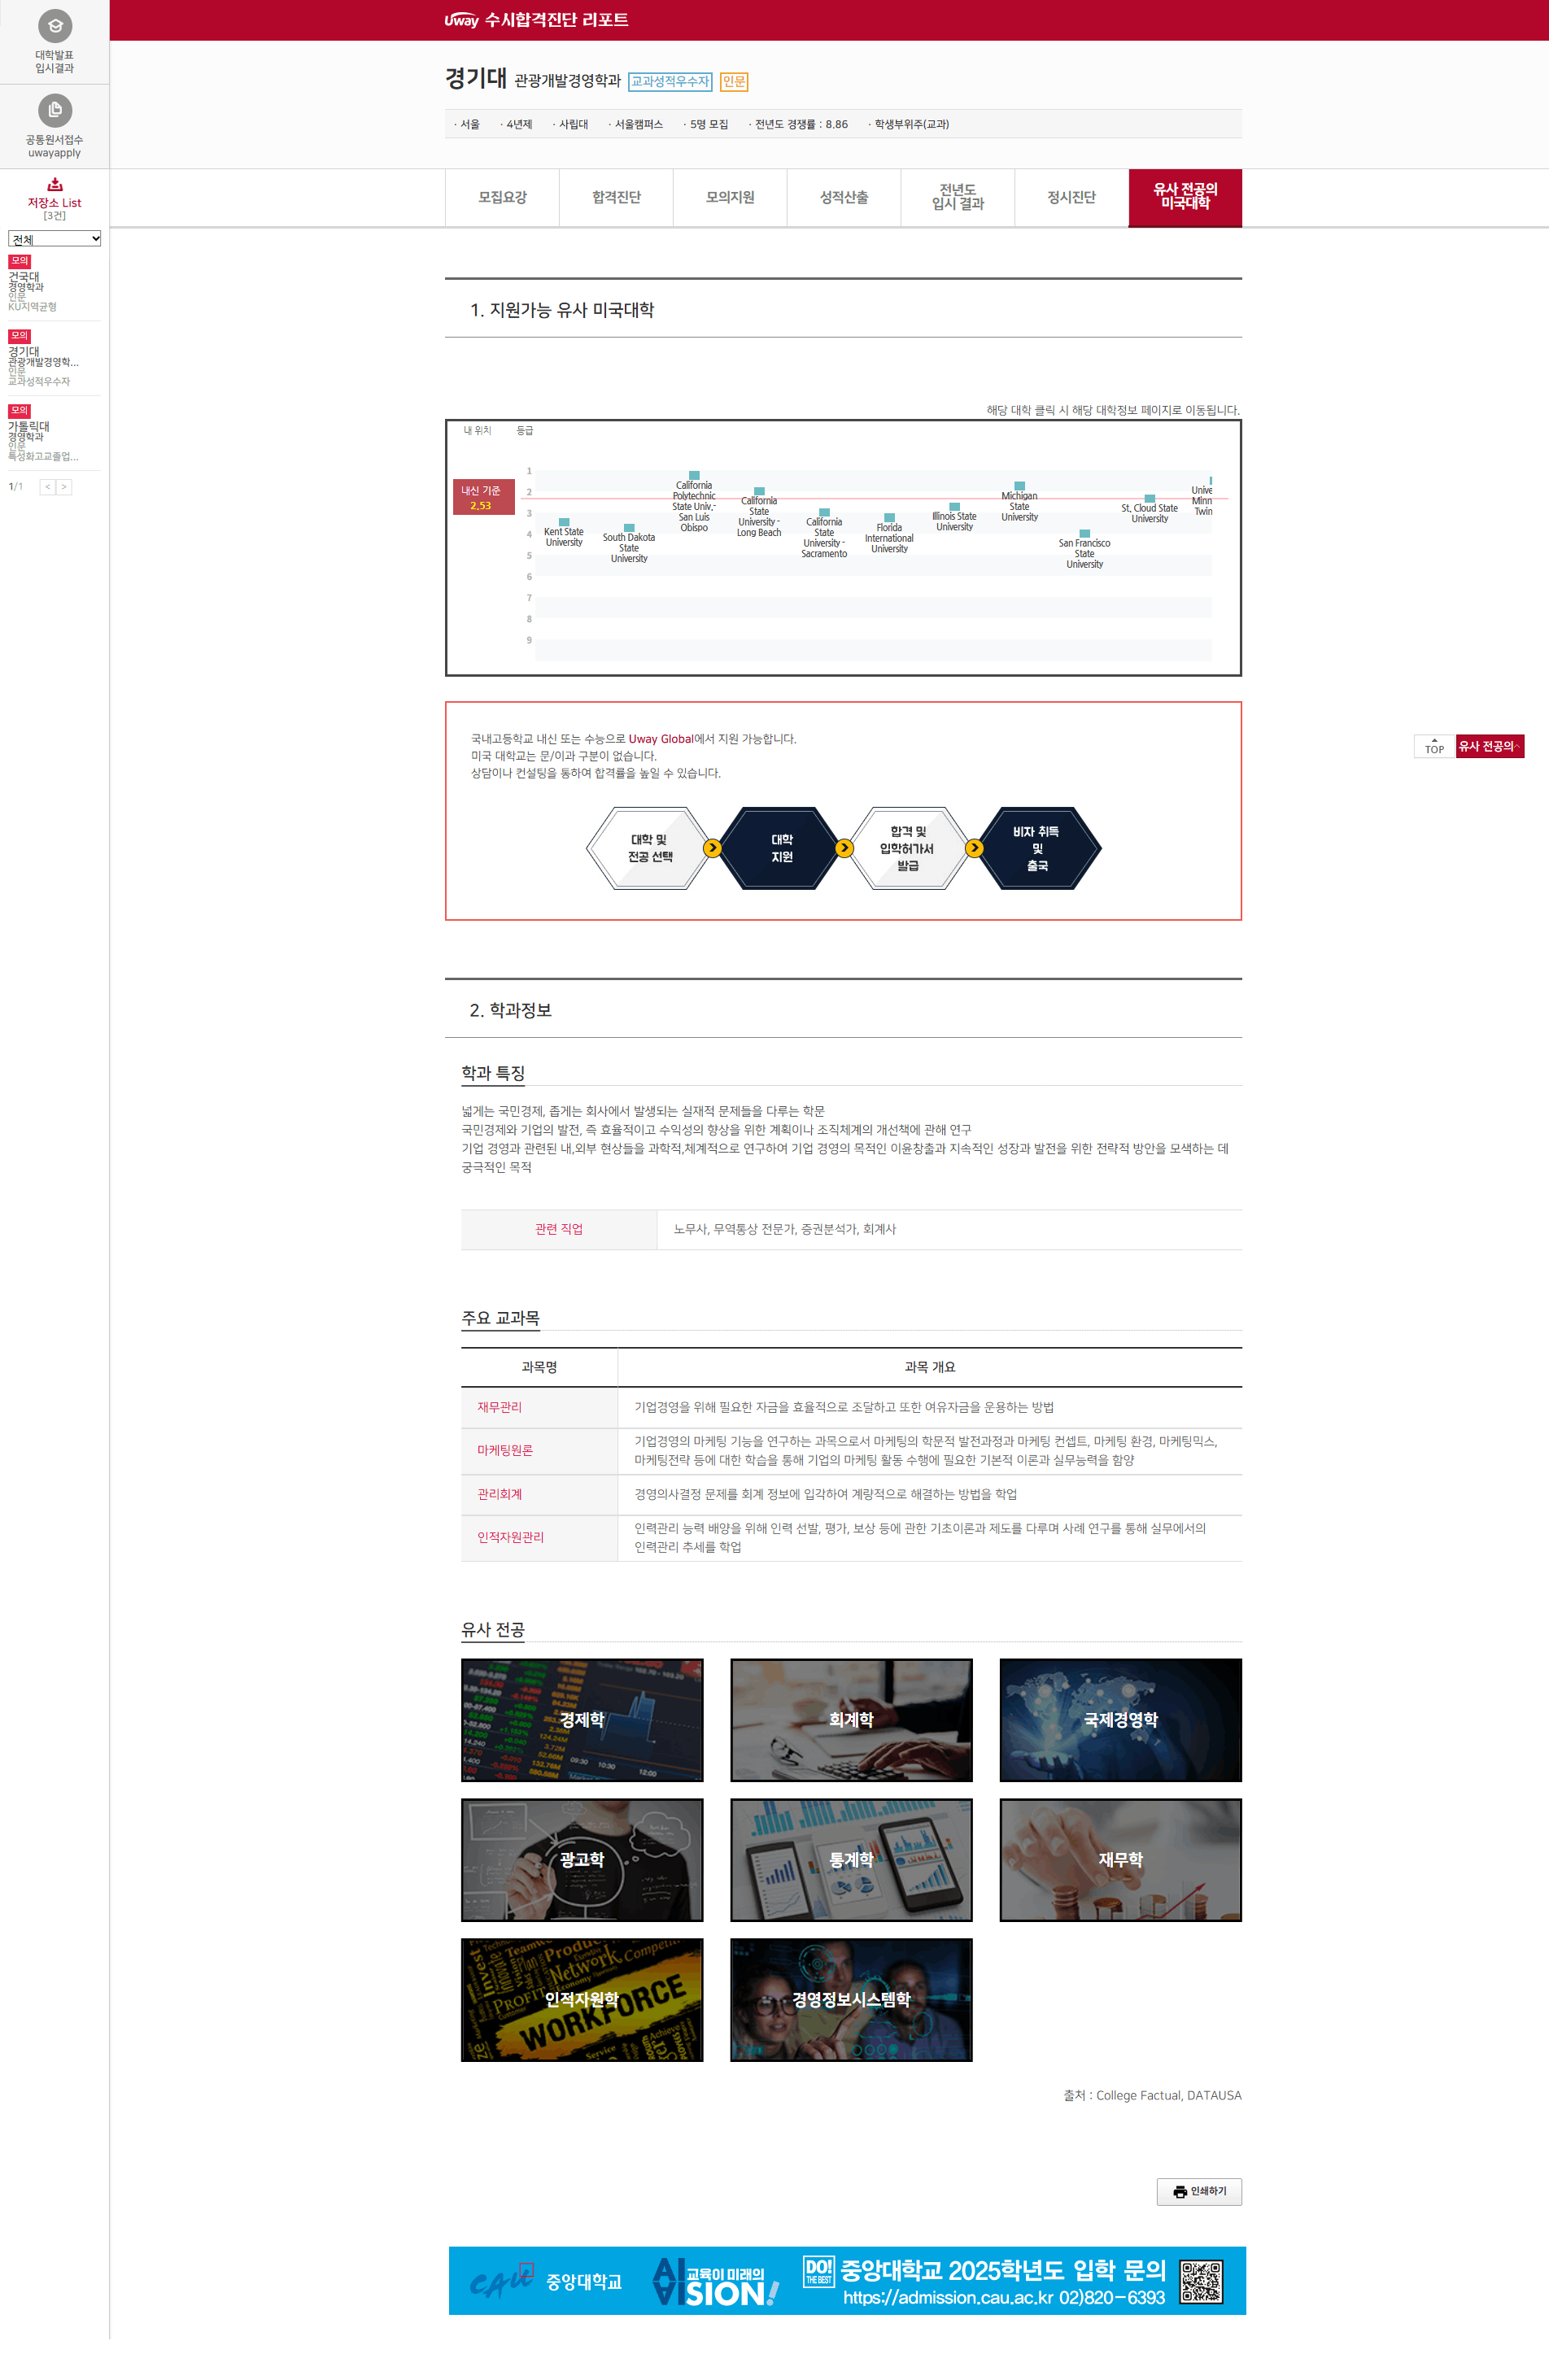 대학발표
입시결과
공통원서접수
uwayapply
저장소 List
[3건]
전체
모의
건국대
경영학과
인문
KU지역균형
모의
경기대
관광개발경영학...
인문
교과성적우수자
모의
가톨릭대
경영학과
인문
특성화고교졸업...
1/1
<
>
Uway 수시합격진단 리포트
경기대 관광개발경영학과 교과성적우수자 인문
· 서울 · 4년제 · 사립대 · 서울캠퍼스 · 5명 모집 · 전년도 경쟁률 : 8.86 · 학생부위주(교과)
모집요강
합격진단
모의지원
성적산출
전년도
입시 결과
정시진단
유사 전공의
미국대학
1. 지원가능 유사 미국대학
해당 대학 클릭 시 해당 대학정보 페이지로 이동됩니다.
내 위치
등급
내신 기준
2.53
1
2
3
4
5
6
7
8
9
Kent State
University
South Dakota
State
University
California
Polytechnic
State Univ.-
San Luis
Obispo
California
State
University -
Long Beach
California
State
University -
Sacramento
Florida
International
University
Illinois State
University
Michigan
State
University
San Francisco
State
University
St. Cloud State
University
Unive
Minn
Twin
국내고등학교 내신 또는 수능으로 Uway Global에서 지원 가능합니다.
미국 대학교는 문/이과 구분이 없습니다.
상담이나 컨설팅을 통하여 합격률을 높일 수 있습니다.
대학 및
전공 선택
대학
지원
합격 및
입학허가서
발급
비자 취득
및
출국
TOP
유사 전공의
2. 학과정보
학과 특징
넓게는 국민경제, 좁게는 회사에서 발생되는 실재적 문제들을 다루는 학문
국민경제와 기업의 발전, 즉 효율적이고 수익성의 향상을 위한 계획이나 조직체계의 개선책에 관해 연구
기업 경영과 관련된 내,외부 현상들을 과학적,체계적으로 연구하여 기업 경영의 목적인 이윤창출과 지속적인 성장과 발전을 위한 전략적 방안을 모색하는 데
궁극적인 목적
관련 직업
노무사, 무역통상 전문가, 증권분석가, 회계사
주요 교과목
과목명
과목 개요
재무관리
기업경영을 위해 필요한 자금을 효율적으로 조달하고 또한 여유자금을 운용하는 방법
마케팅원론
기업경영의 마케팅 기능을 연구하는 과목으로서 마케팅의 학문적 발전과정과 마케팅 컨셉트, 마케팅 환경, 마케팅믹스,
마케팅전략 등에 대한 학습을 통해 기업의 마케팅 활동 수행에 필요한 기본적 이론과 실무능력을 함양
관리회계
경영의사결정 문제를 회계 정보에 입각하여 계량적으로 해결하는 방법을 학업
인적자원관리
인력관리 능력 배양을 위해 인력 선발, 평가, 보상 등에 관한 기초이론과 제도를 다루며 사례 연구를 통해 실무에서의
인력관리 추세를 학업
유사 전공
경제학
회계학
국제경영학
광고학
통계학
재무학
인적자원학
WORKFORCE
경영정보시스템학
출처 : College Factual, DATAUSA
인쇄하기
CAU 중앙대학교
교육이 미래의
AI
VISION!
DO!
THE BEST
중앙대학교 2025학년도 입학 문의
https://admission.cau.ac.kr 02)820-6393